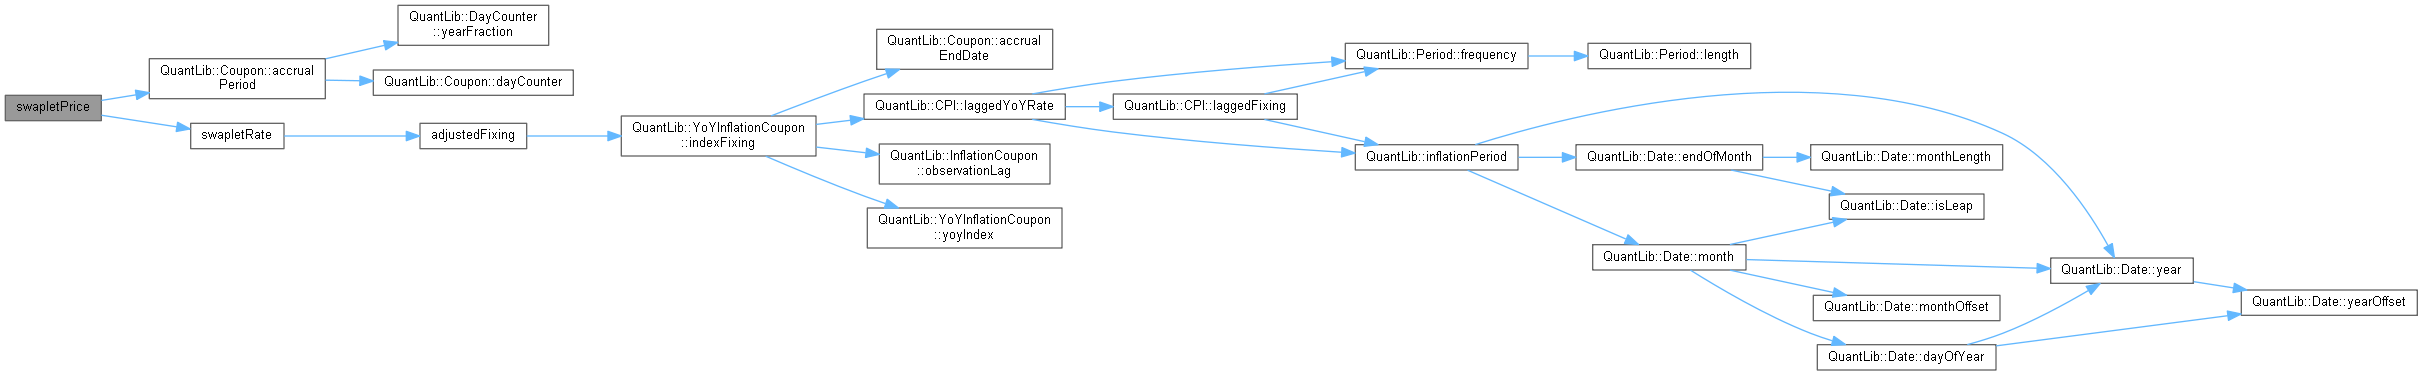 swapletPrice
QuantLib::Coupon::accrual
Period
QuantLib::DayCounter
::yearFraction
QuantLib::Coupon::dayCounter
swapletRate
adjustedFixing
QuantLib::YoYInflationCoupon
::indexFixing
QuantLib::Coupon::accrual
EndDate
QuantLib::CPI::laggedYoYRate
QuantLib::InflationCoupon
::observationLag
QuantLib::YoYInflationCoupon
::yoyIndex
QuantLib::CPI::laggedFixing
QuantLib::Period::frequency
QuantLib::Period::length
QuantLib::inflationPeriod
QuantLib::Date::endOfMonth
QuantLib::Date::monthLength
QuantLib::Date::isLeap
QuantLib::Date::month
QuantLib::Date::year
QuantLib::Date::monthOffset
QuantLib::Date::yearOffset
QuantLib::Date::dayOfYear